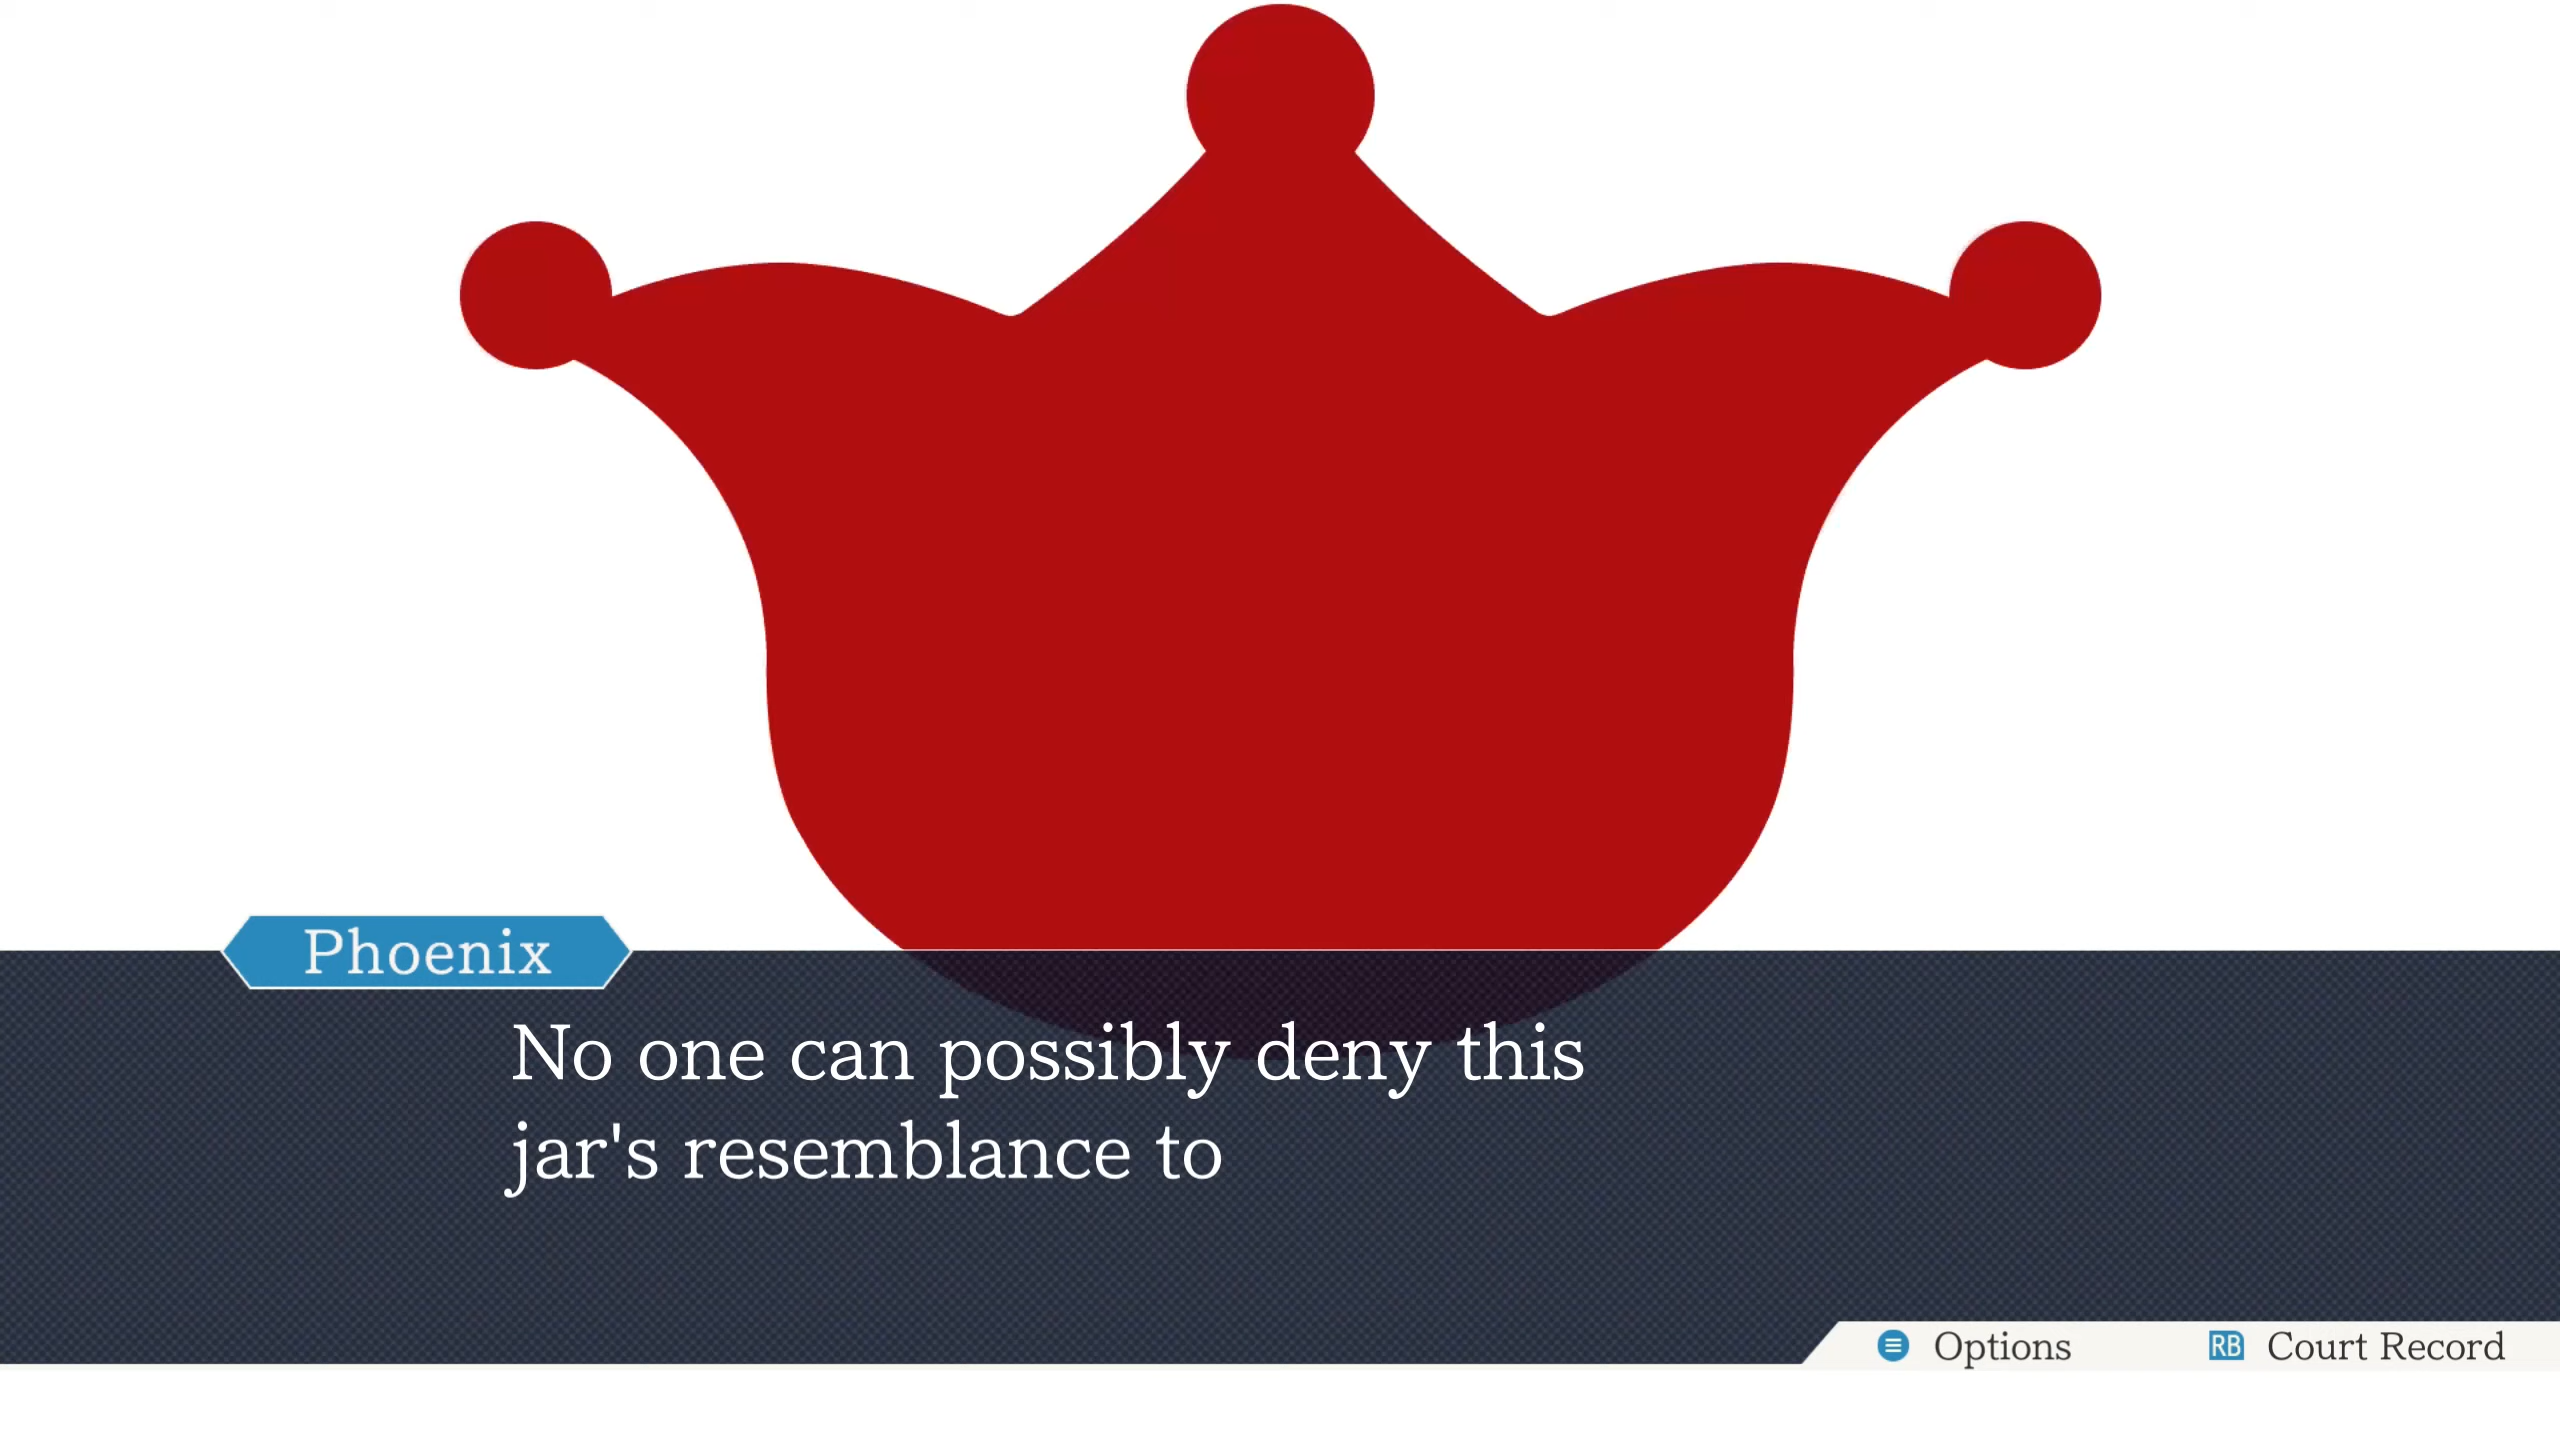 Phoenix
No one can possibly deny this
jar's resemblance to
Options
RB Court Record